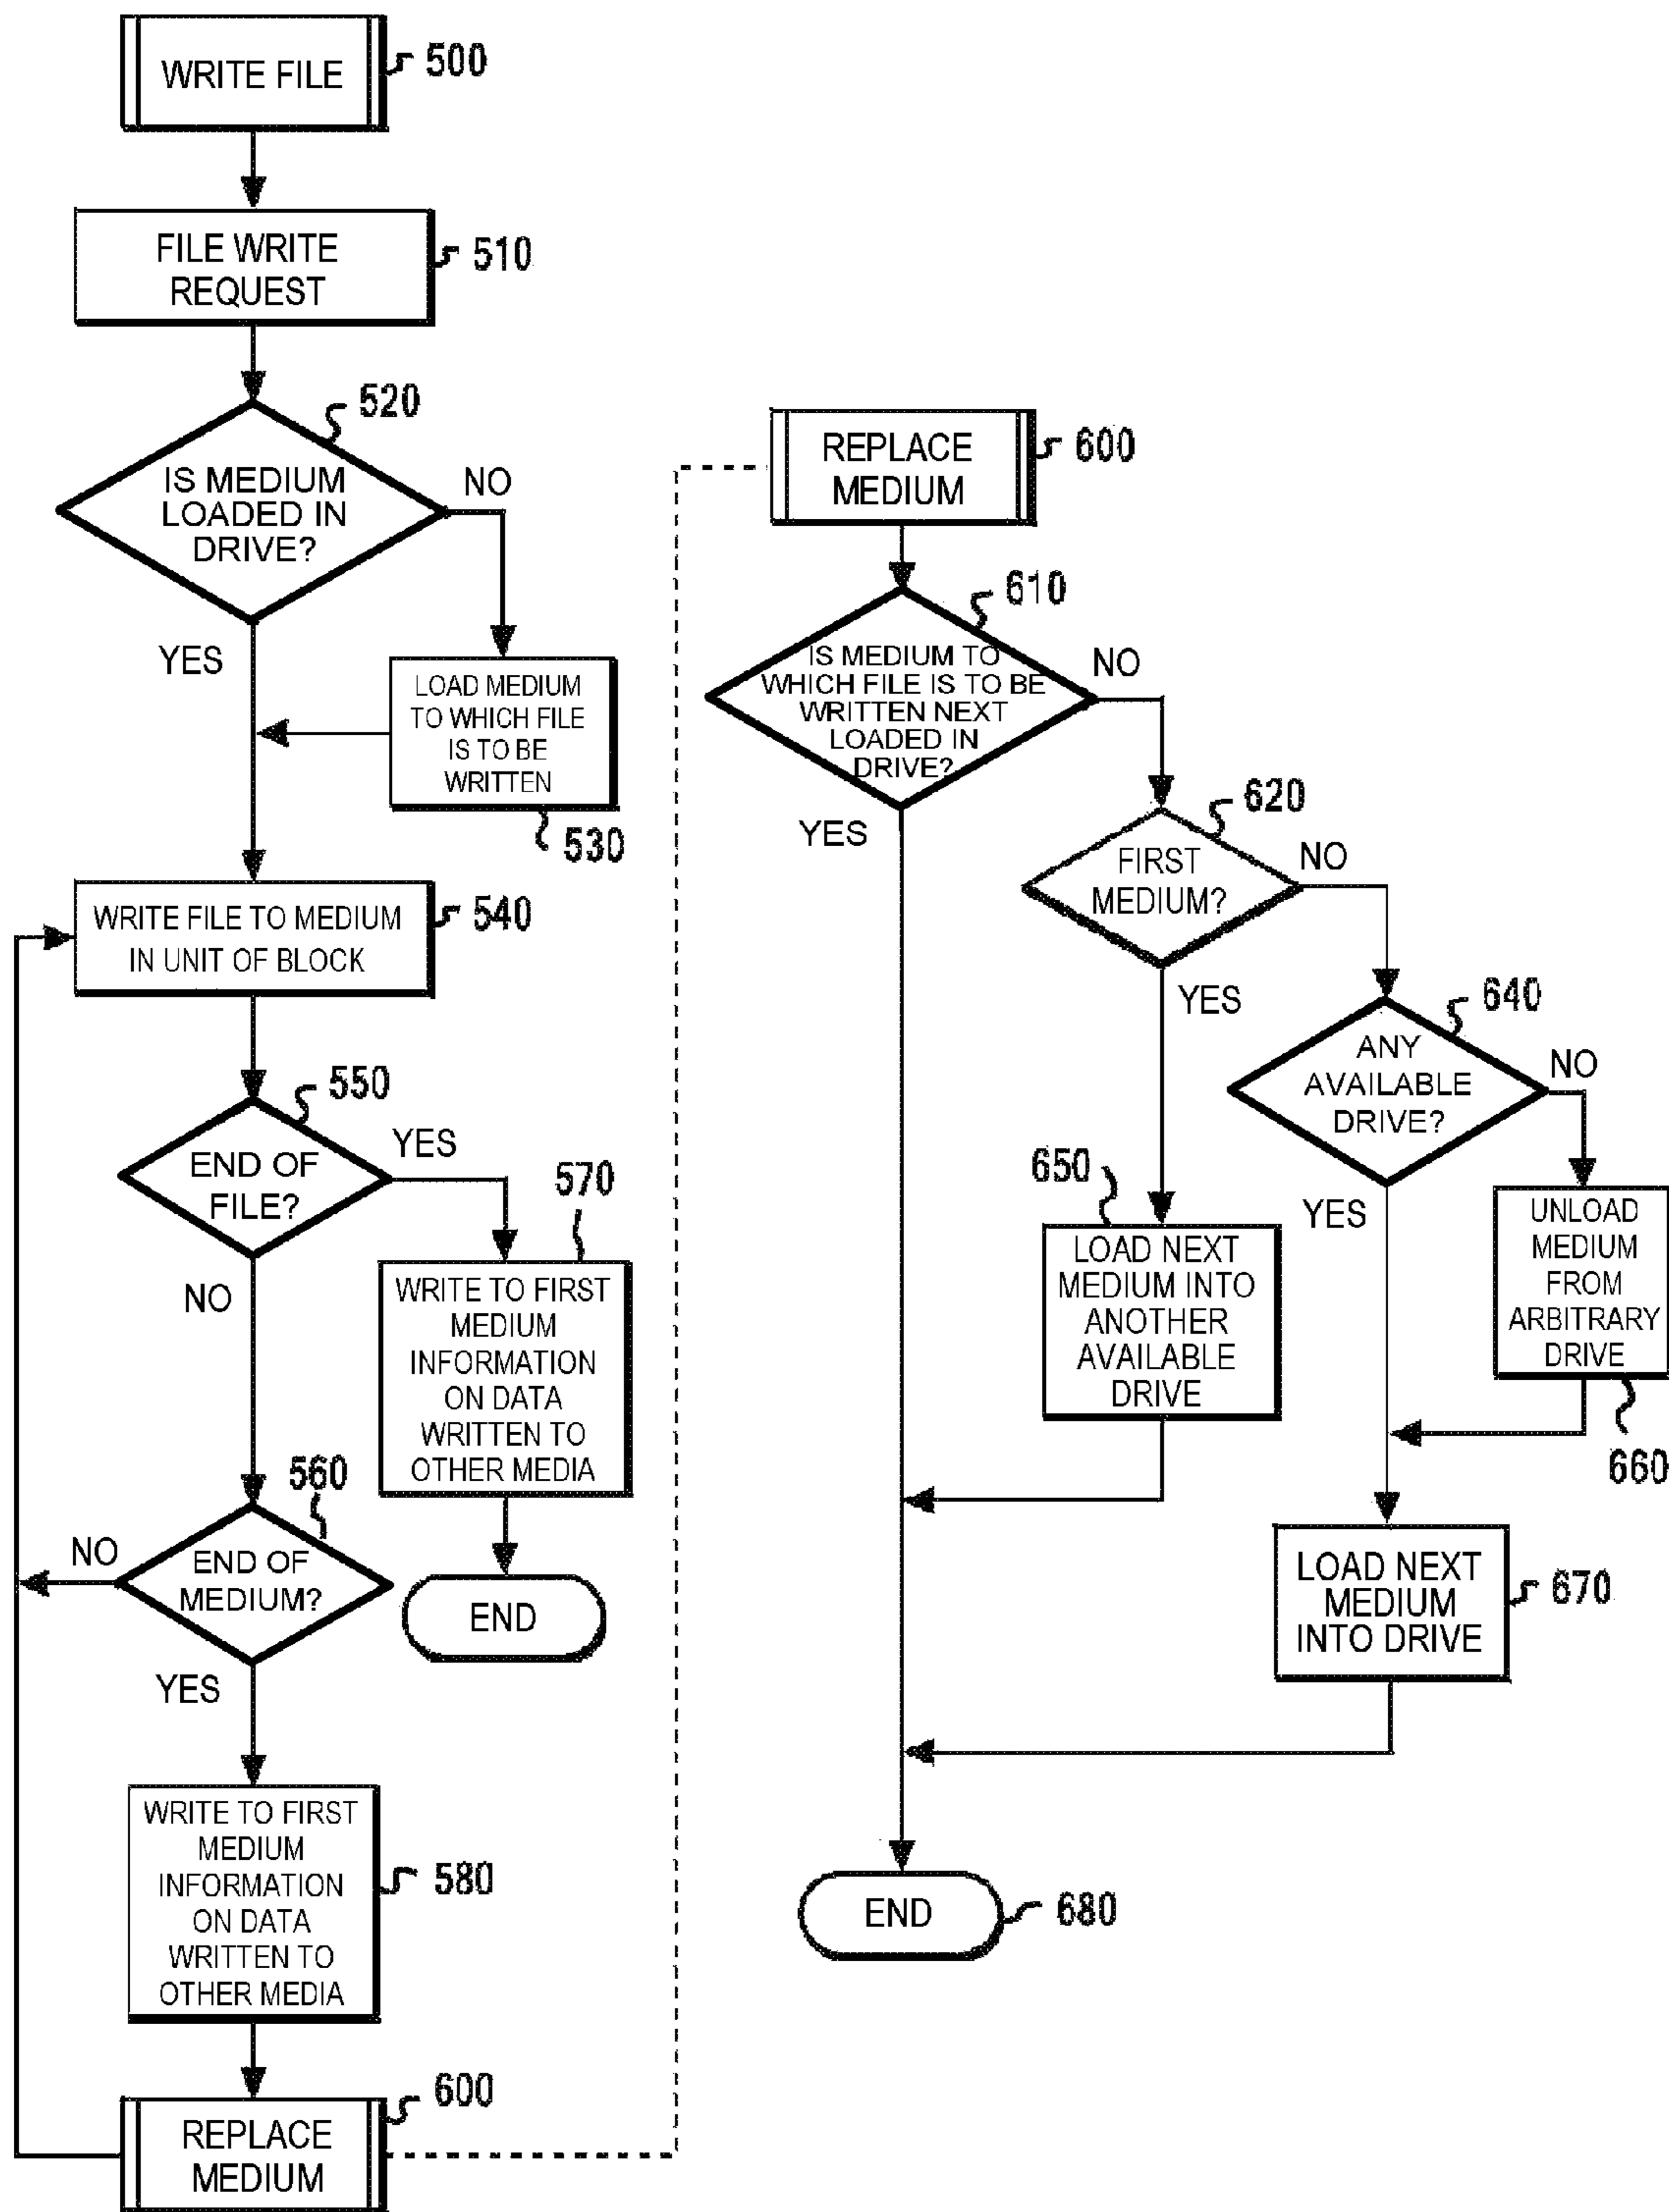 WRITE FILE
500
FILE WRITE
REQUEST
510
520
IS MEDIUM
LOADED IN
DRIVE?
NO
YES
LOAD MEDIUM
TO WHICH FILE
IS TO BE
WRITTEN
530
WRITE FILE TO MEDIUM
IN UNIT OF BLOCK
540
550
END OF
FILE?
YES
NO
570
WRITE TO FIRST
MEDIUM
INFORMATION
ON DATA
WRITTEN TO
OTHER MEDIA
END
560
END OF
MEDIUM?
NO
YES
WRITE TO FIRST
MEDIUM
INFORMATION
ON DATA
WRITTEN TO
OTHER MEDIA
580
REPLACE
MEDIUM
600
REPLACE
MEDIUM
600
610
IS MEDIUM TO
WHICH FILE IS TO BE
WRITTEN NEXT
LOADED IN
DRIVE?
NO
YES
620
FIRST
MEDIUM?
NO
YES
640
ANY
AVAILABLE
DRIVE?
NO
YES
650
LOAD NEXT
MEDIUM INTO
ANOTHER
AVAILABLE
DRIVE
UNLOAD
MEDIUM
FROM
ARBITRARY
DRIVE
660
LOAD NEXT
MEDIUM
INTO DRIVE
670
END
680